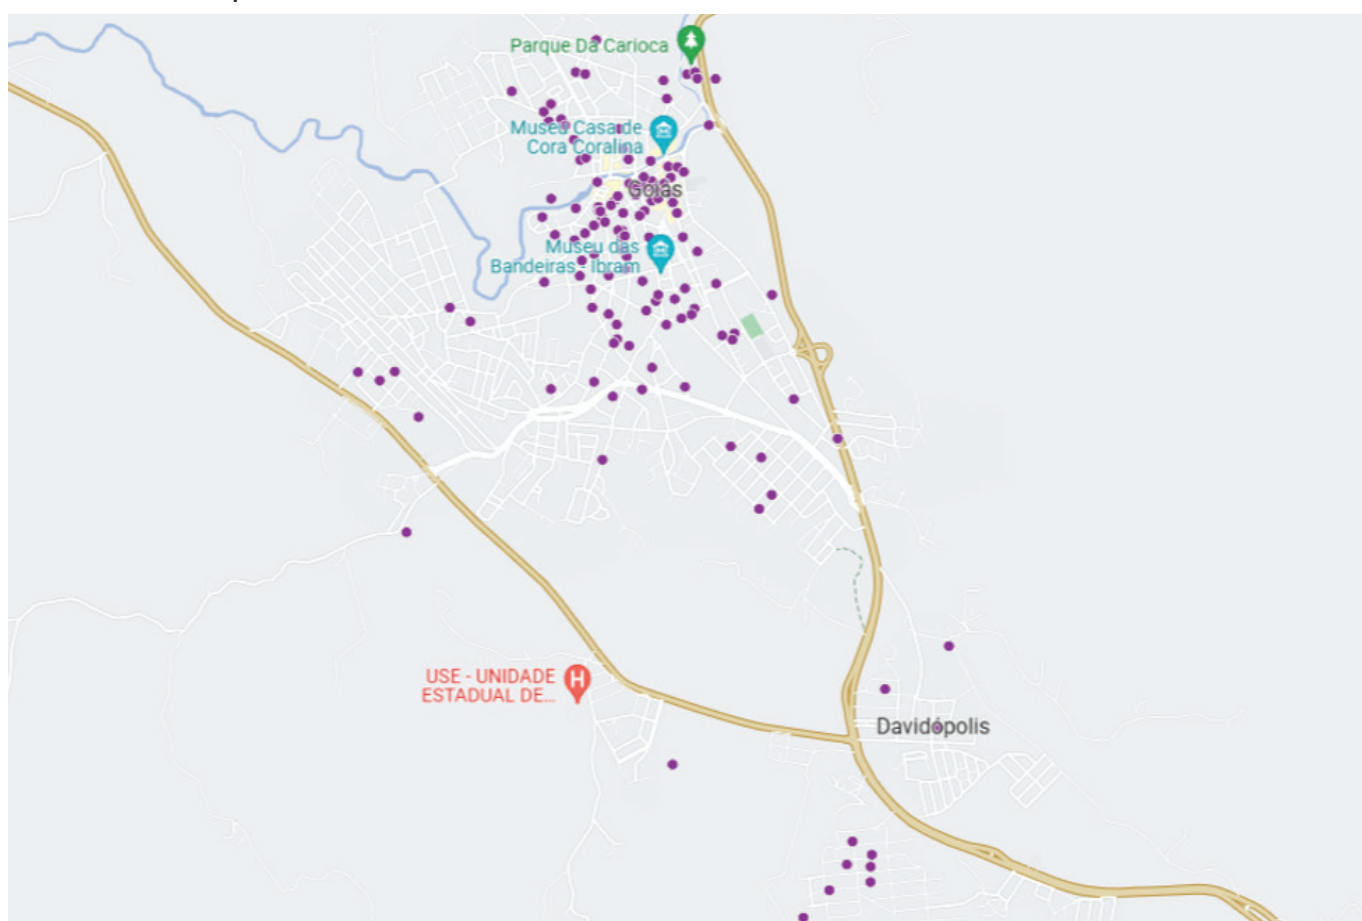 Parque Da Carioca
Museu Casa de
Cora Coralina
Goiás
Museu das
Bandeiras - Ibram
USE - UNIDADE
ESTADUAL DE...
H
Davidópolis